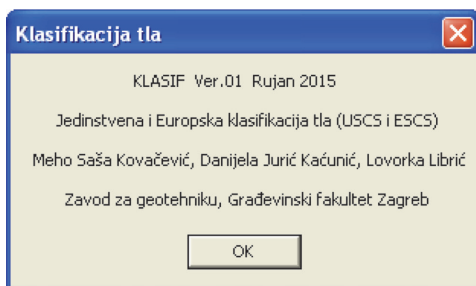 Klasifikacija tla
KLASIF Ver.01 Rujan 2015
Jedinstvena i Europska klasifikacija tla (USCS i ESCS)
Meho Saša Kovačević, Danijela Jurić Kaćunić, Lovorka Librić
Zavod za geotehniku, Građevinski fakultet Zagreb
OK